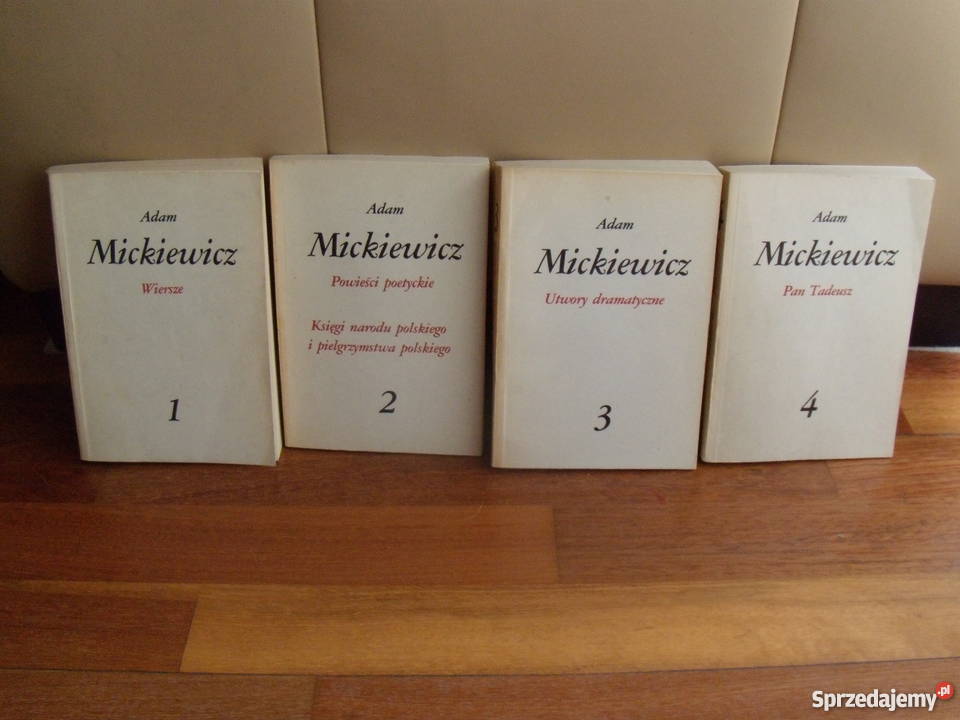 Adam
Mickiewicz
Wiersze
1
Adam
Mickiewicz
Powieści poetyckie
Księgi narodu polskiego
i pielgrzymstwa polskiego
2
Adam
Mickiewicz
Utwory dramatyczne
3
Adam
Mickiewicz
Pan Tadeusz
4
Sprzedajemy.pl